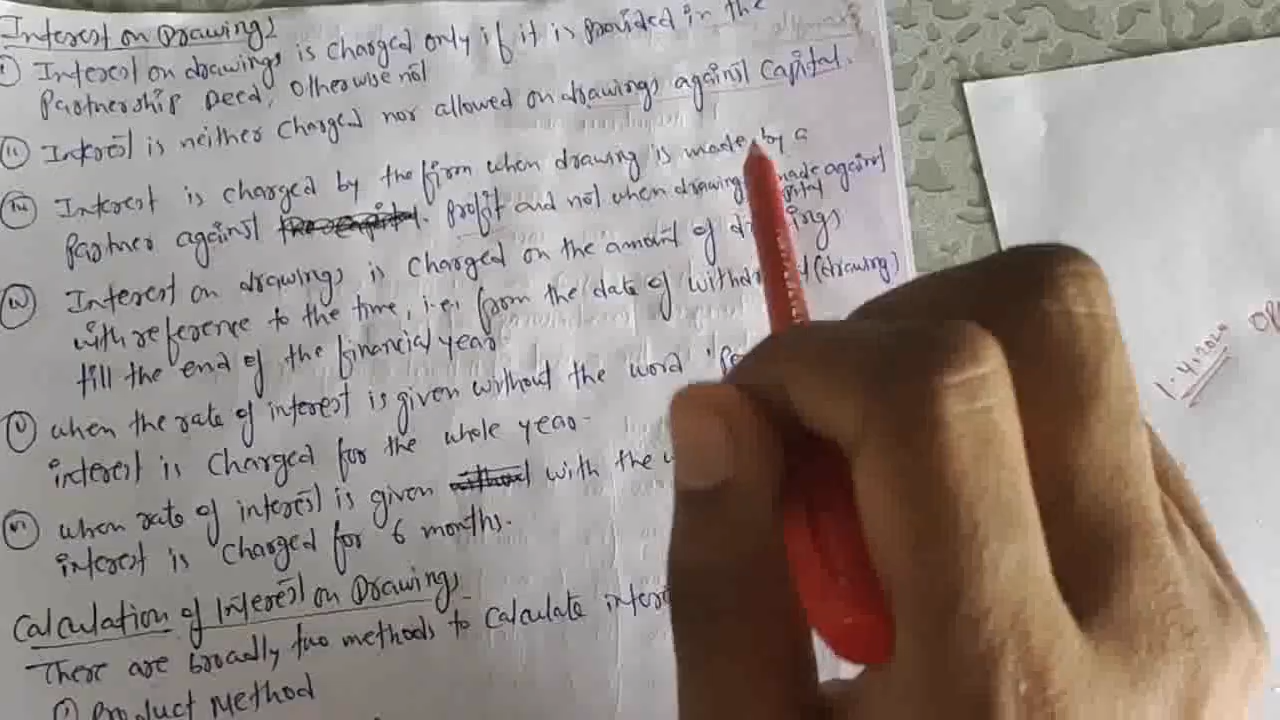 Interest on Drawings
(i) Interest on drawings is charged only if it is provided in the
Partnership Deed, otherwise not
(ii) Interest is neither charged nor allowed on drawings against Capital.
(iii) Interest is charged by the firm when drawing is made by a
Partner against Profit and not when drawing made against
(iv) Interest on drawings is charged on the amount of
with reference to the time, i.e. from the date of (drawing)
till the end of the financial year.
(v) when the rate of interest is given without the word
interest is charged for the whole year.
(vi) when rate of interest is given with the
interest is charged for 6 months.
Calculation of Interest on Drawings
There are broadly two methods to calculate
(i) Product Method
1.4.2020